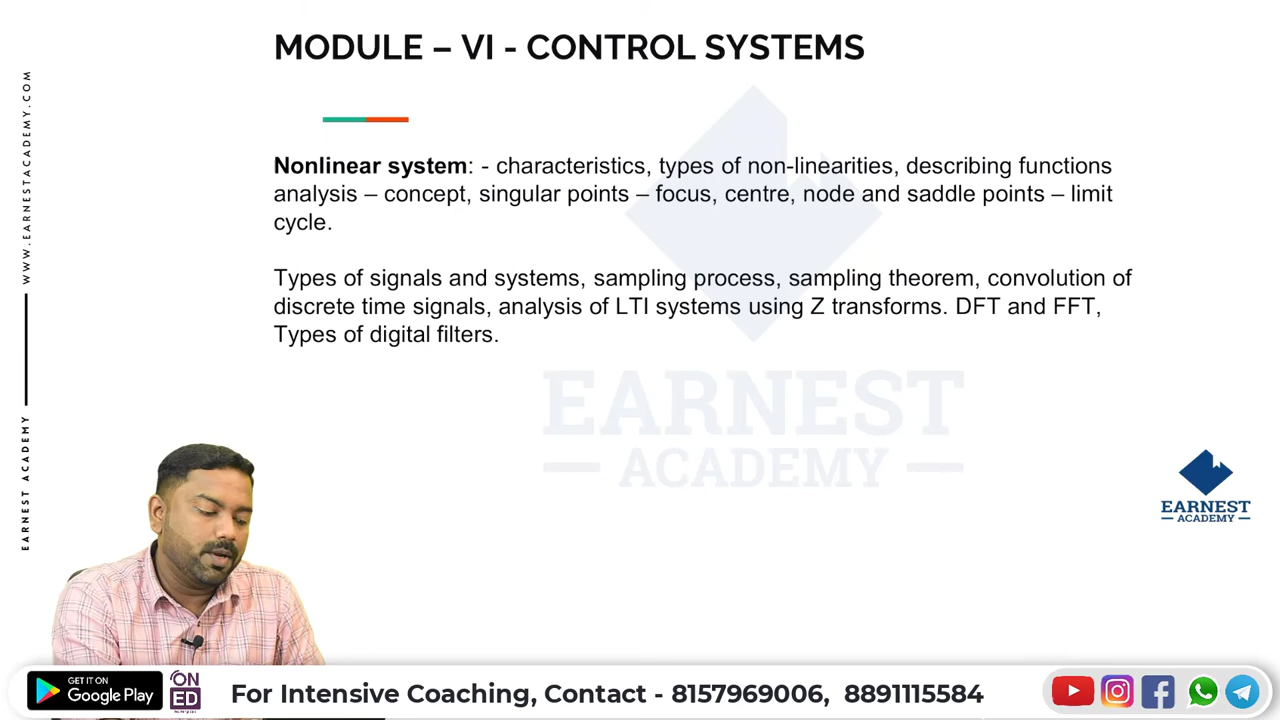 MODULE – VI - CONTROL SYSTEMS
WWW.EARNESTACADEMY.COM
EARNEST ACADEMY
Nonlinear system: - characteristics, types of non-linearities, describing functions
analysis – concept, singular points – focus, centre, node and saddle points – limit
cycle.
Types of signals and systems, sampling process, sampling theorem, convolution of
discrete time signals, analysis of LTI systems using Z transforms. DFT and FFT,
Types of digital filters.
EARNEST
ACADEMY
EARNEST
ACADEMY
GET IT ON
Google Play
ON
ED
For Intensive Coaching, Contact - 8157969006, 8891115584